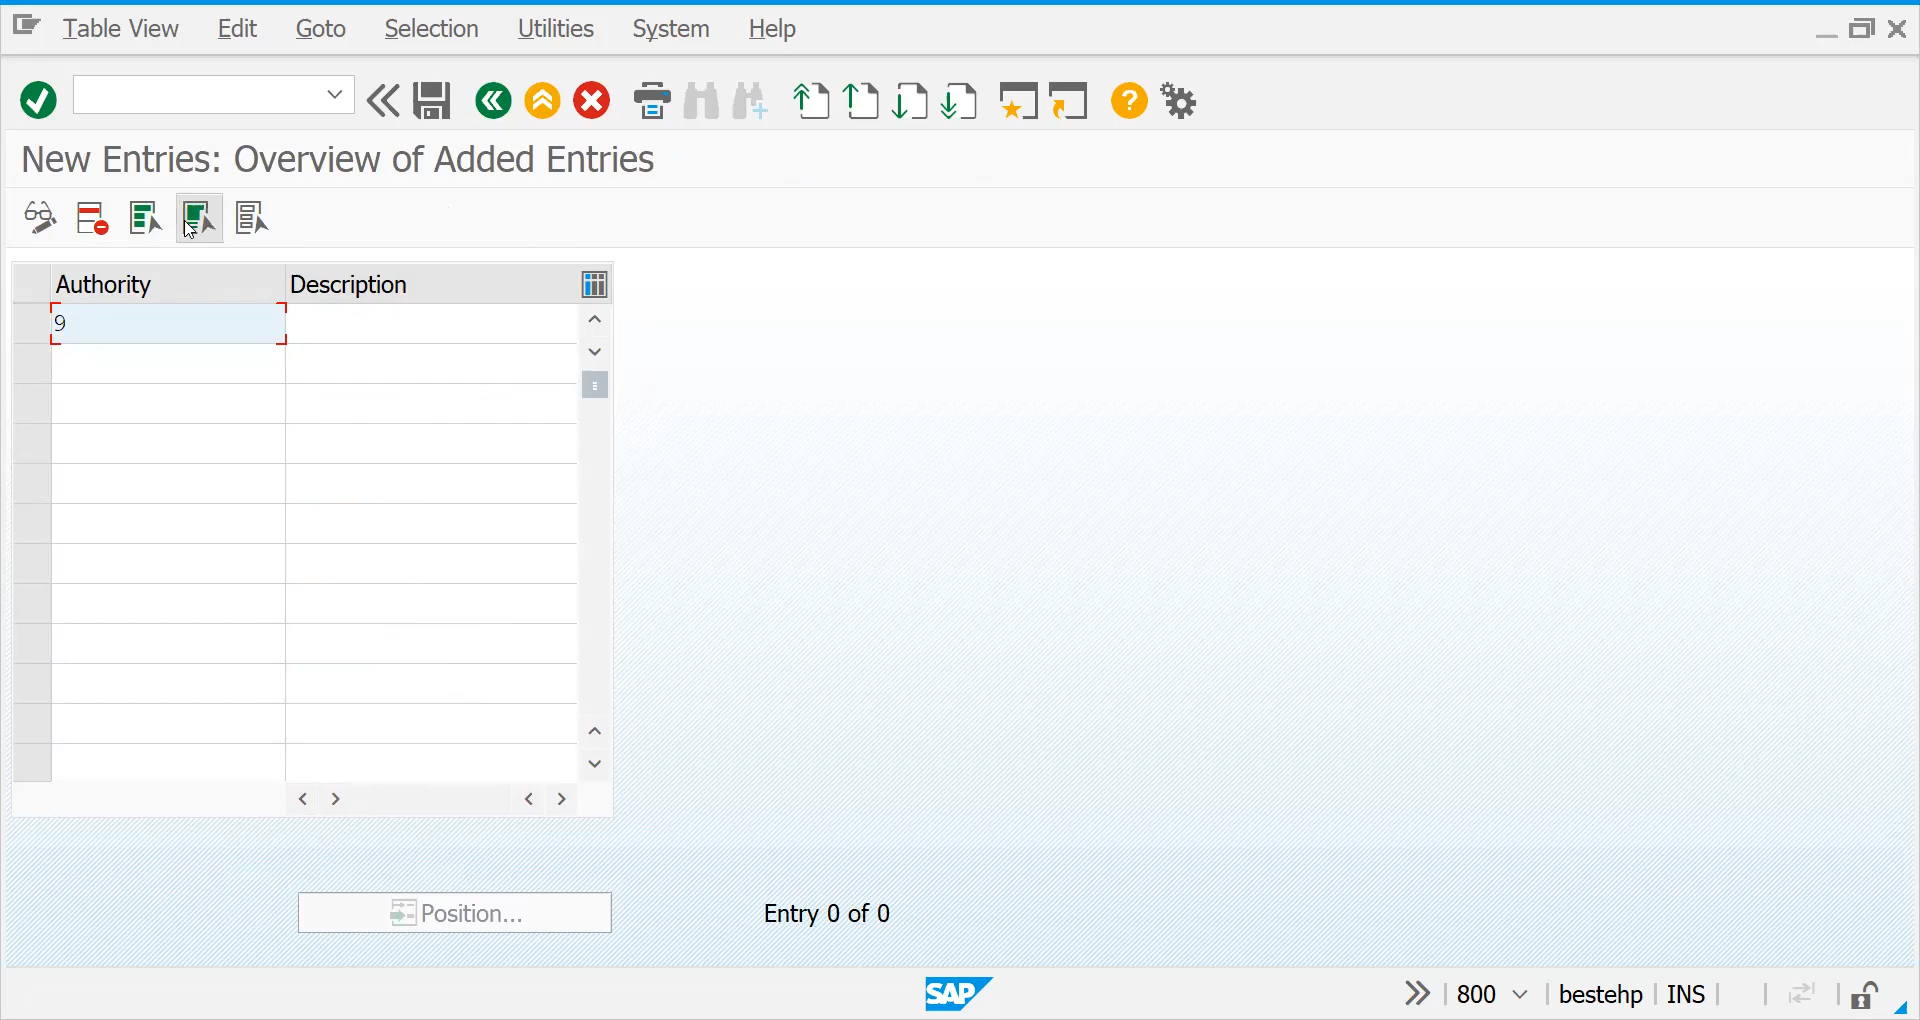 Table View Edit Goto Selection Utilities System Help
New Entries: Overview of Added Entries
Authority Description
9
Position... Entry 0 of 0
SAP 800 bestehp INS